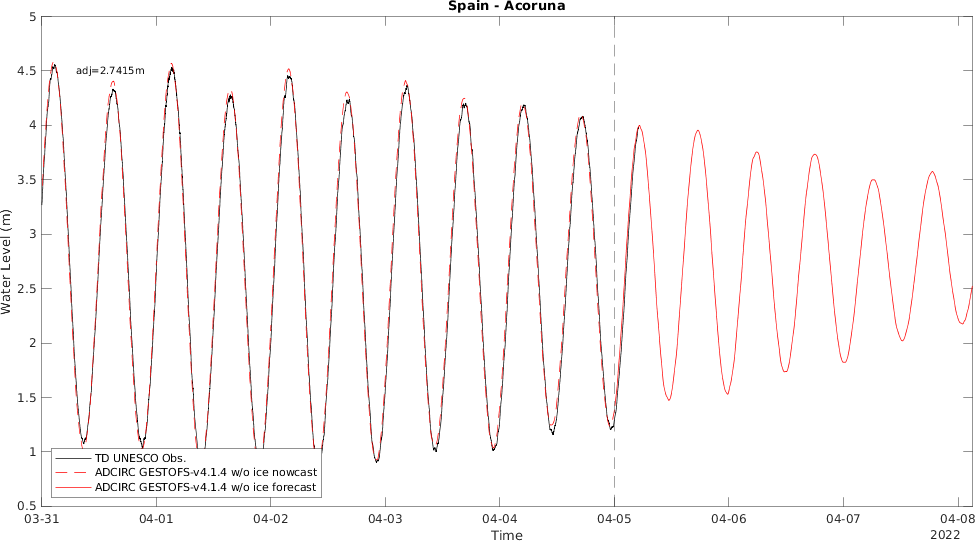 Spain - Acoruna
adj=2.7415m
5
4.5
4
3.5
3
2.5
2
1.5
1
0.5
Water Level (m)
TD UNESCO Obs.
ADCIRC GESTOFS-v4.1.4 w/o ice nowcast
ADCIRC GESTOFS-v4.1.4 w/o ice forecast
03-31 04-01 04-02 04-03 04-04 04-05 04-06 04-07 04-08
Time
2022